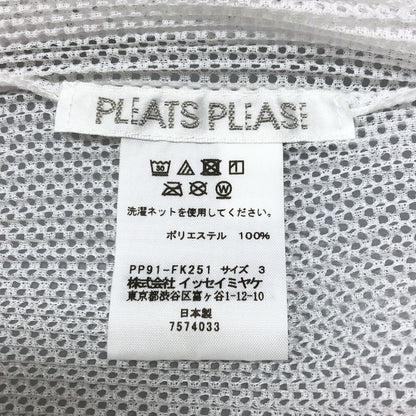 PLEATS PLEASE
30
W
洗濯ネットを使用してください。
ポリエステル 100%
PP91-FK251 サイズ 3
株式会社イッセイミヤケ
東京都渋谷区富ヶ谷1-12-10
日本製
7574033